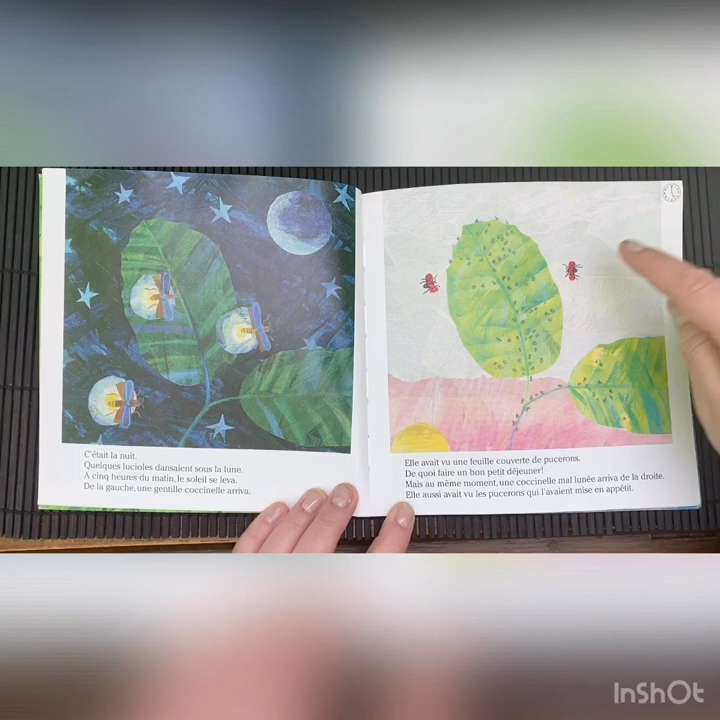 C'était la nuit.
Quelques lucioles dansaient sous la lune.
A cinq heures du matin, le soleil se leva.
De la gauche, une gentille coccinelle arriva.
Elle avait vu une feuille couverte de pucerons.
De quoi faire un bon petit déjeuner!
Mais au même moment, une coccinelle mal lunée arriva de la droite.
Elle aussi avait vu les pucerons qui l'avaient mise en appétit.
InShOt